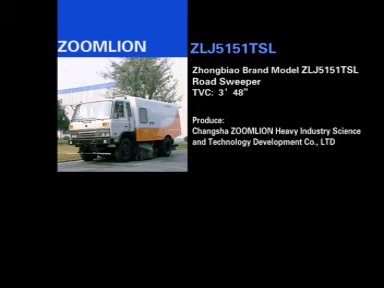 ZOOMLION
ZLJ5151TSL
Zhongbiao Brand Model ZLJ5151TSL
Road Sweeper
TVC: 3’48”
Produce:
Changsha ZOOMLION Heavy Industry Science
and Technology Development Co., LTD